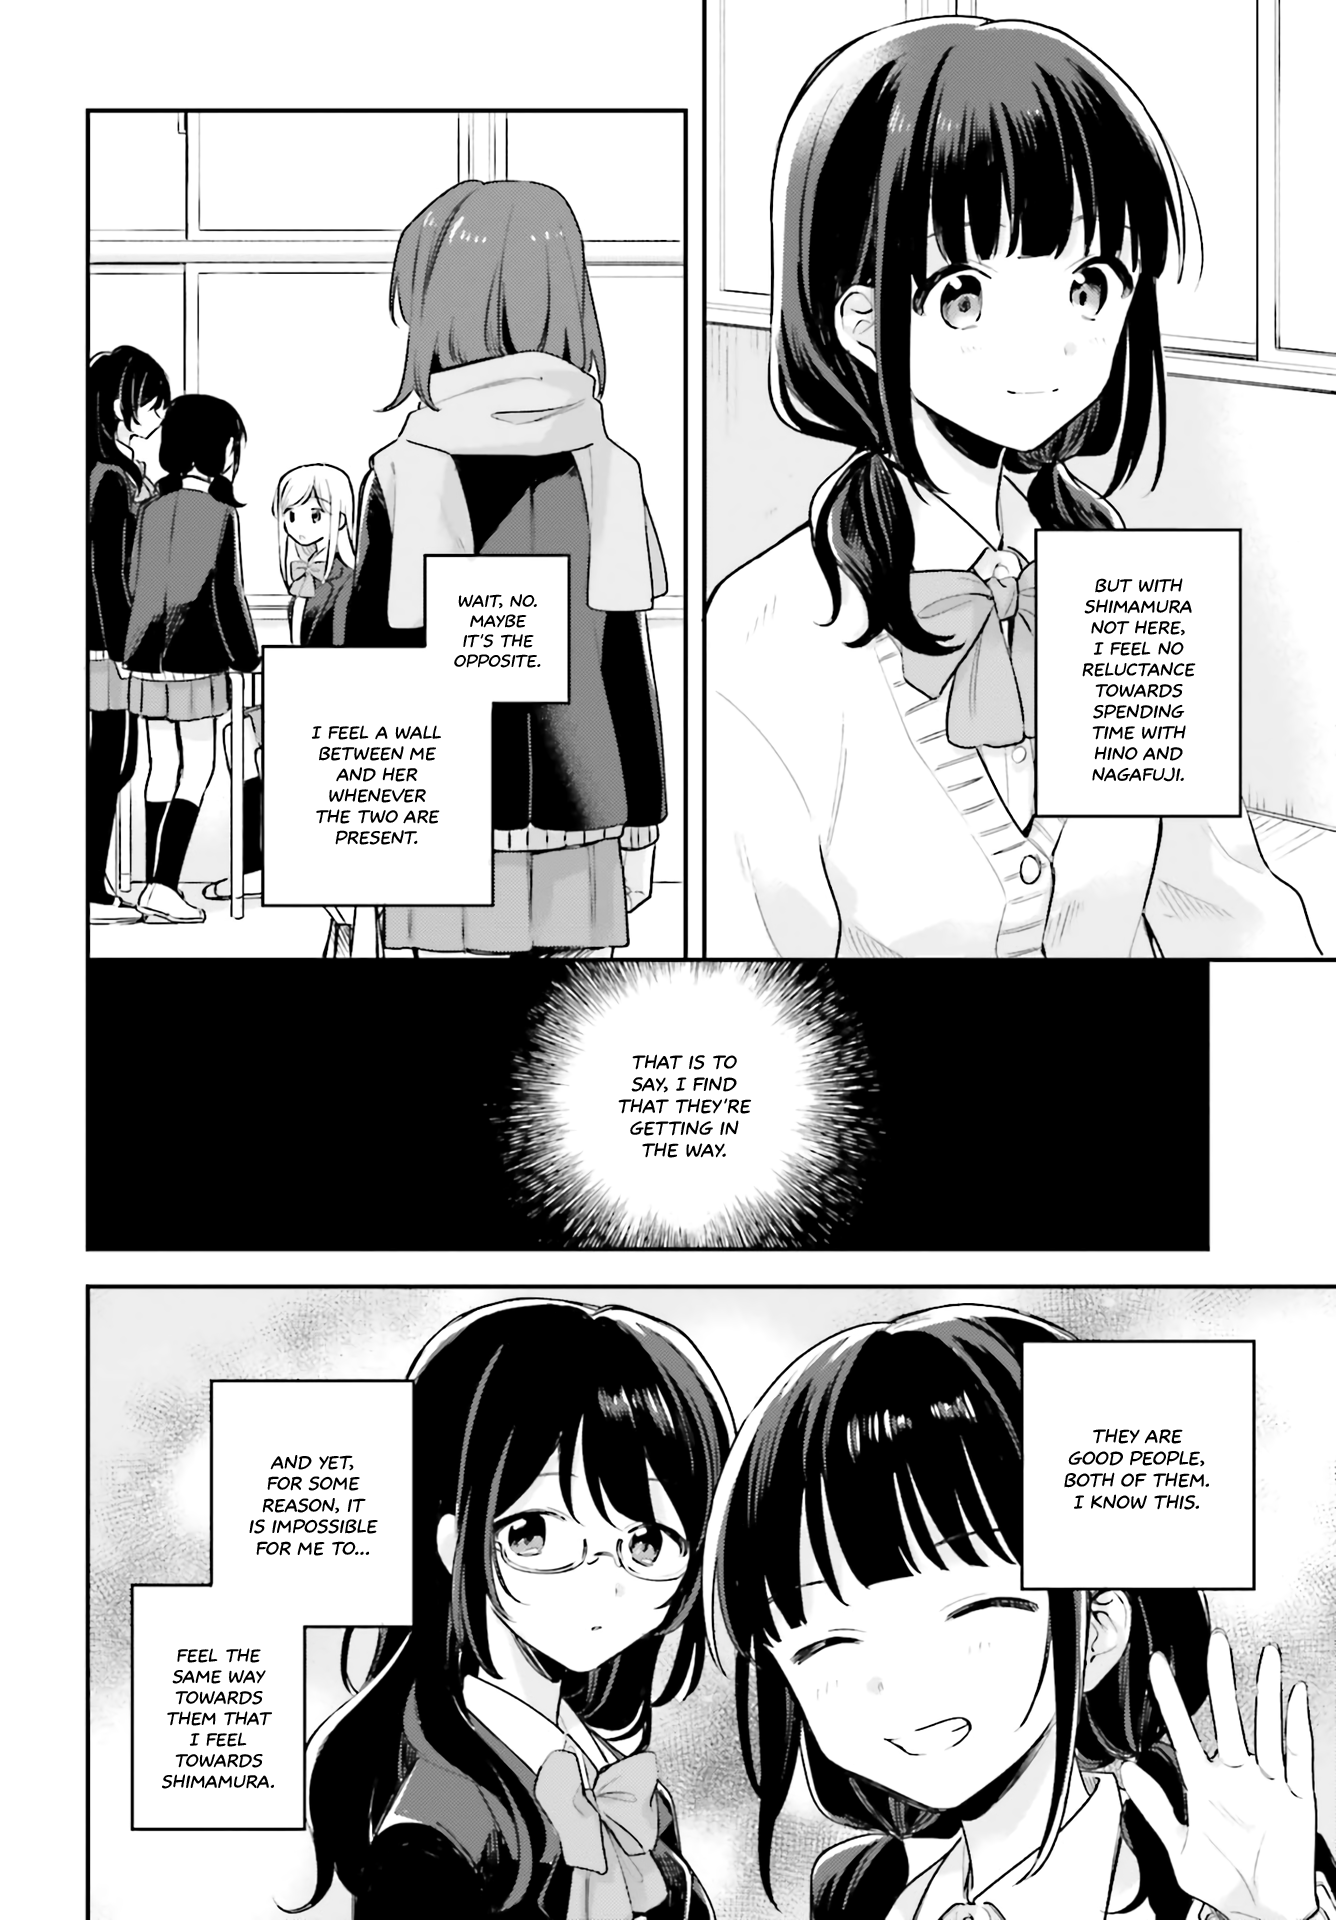 BUT WITH
SHIMAMURA
NOT HERE,
I FEEL NO
RELUCTANCE
TOWARDS
SPENDING
TIME WITH
HINO AND
NAGAFUJI.
WAIT, NO.
MAYBE
IT'S THE
OPPOSITE.
I FEEL A WALL
BETWEEN ME
AND HER
WHENEVER
THE TWO ARE
PRESENT.
THAT IS TO
SAY, I FIND
THAT THEY'RE
GETTING IN
THE WAY.
THEY ARE
GOOD PEOPLE,
BOTH OF THEM.
I KNOW THIS.
AND YET,
FOR SOME
REASON, IT
IS IMPOSSIBLE
FOR ME TO...
FEEL THE
SAME WAY
TOWARDS
THEM THAT
I FEEL
TOWARDS
SHIMAMURA.